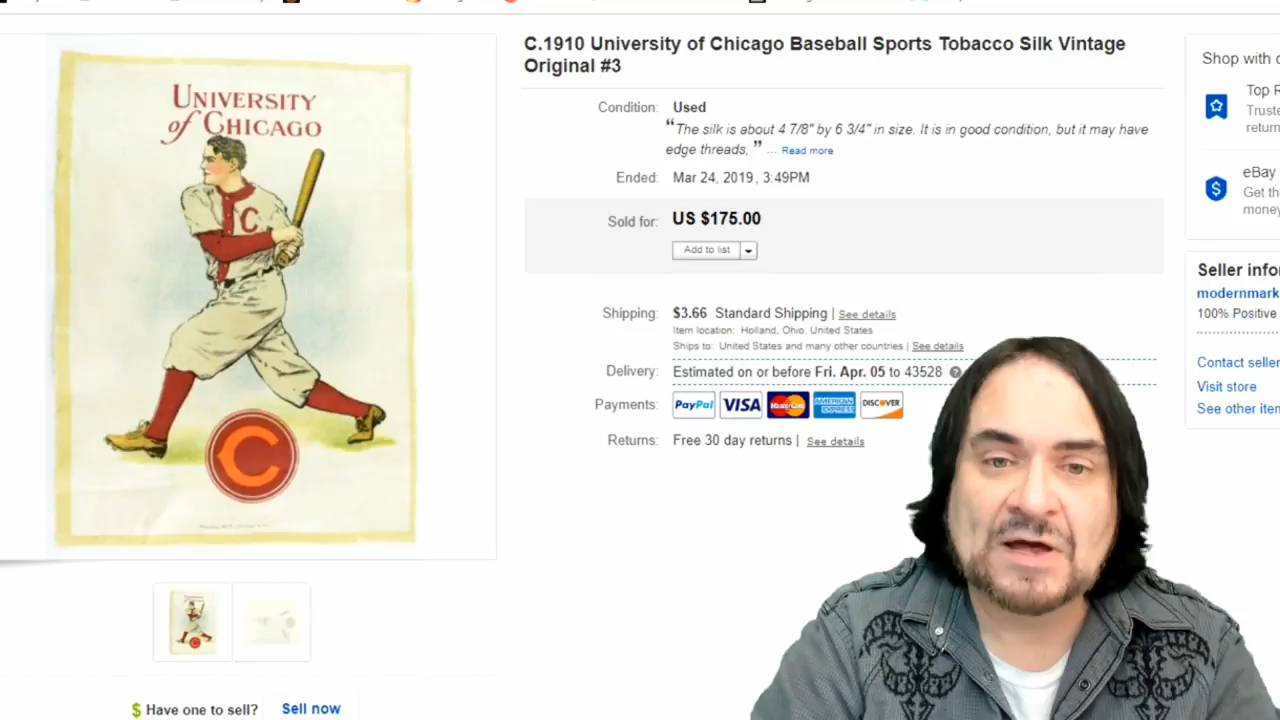 UNIVERSITY
of CHICAGO
C
C
C.1910 University of Chicago Baseball Sports Tobacco Silk Vintage
Original #3
Condition: Used
“The silk is about 4 7/8" by 6 3/4" in size. It is in good condition, but it may have
edge threads, ” ... Read more
Ended: Mar 24, 2019 , 3:49PM
Sold for: US $175.00
Add to list
Shipping: $3.66 Standard Shipping | See details
Item location: Holland, Ohio, United States
Ships to: United States and many other countries | See details
Delivery: Estimated on or before Fri. Apr. 05 to 43528 ?
Payments: PayPal VISA MasterCard AMERICAN EXPRESS DISCOVER
Returns: Free 30 day returns | See details
Shop with
Top R
Truste
return
$
eBay
Get th
money
Seller info
modernmark
100% Positive
Contact seller
Visit store
See other iten
$ Have one to sell? Sell now